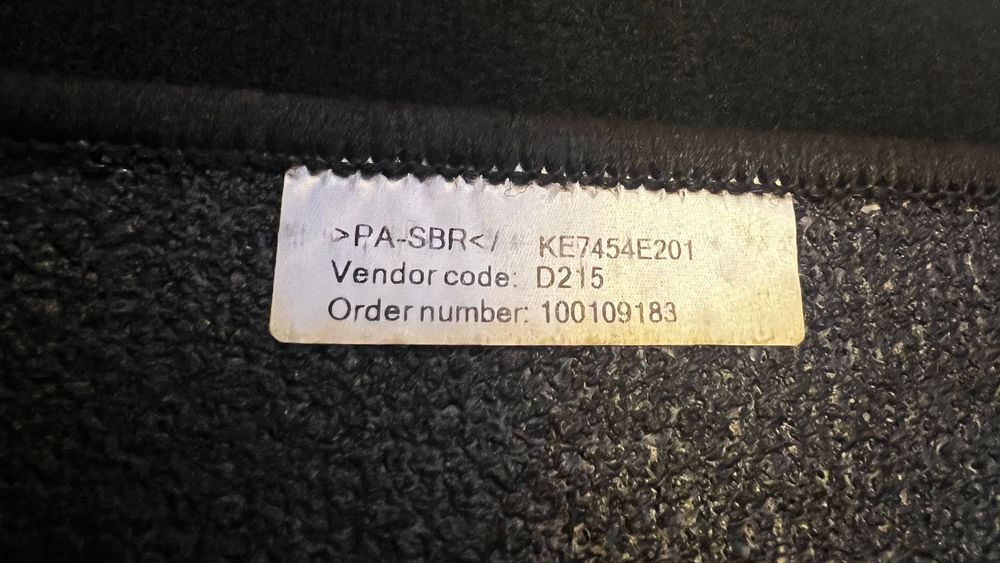 >PA-SBR</ KE7454E201
Vendor code: D215
Order number: 100109183